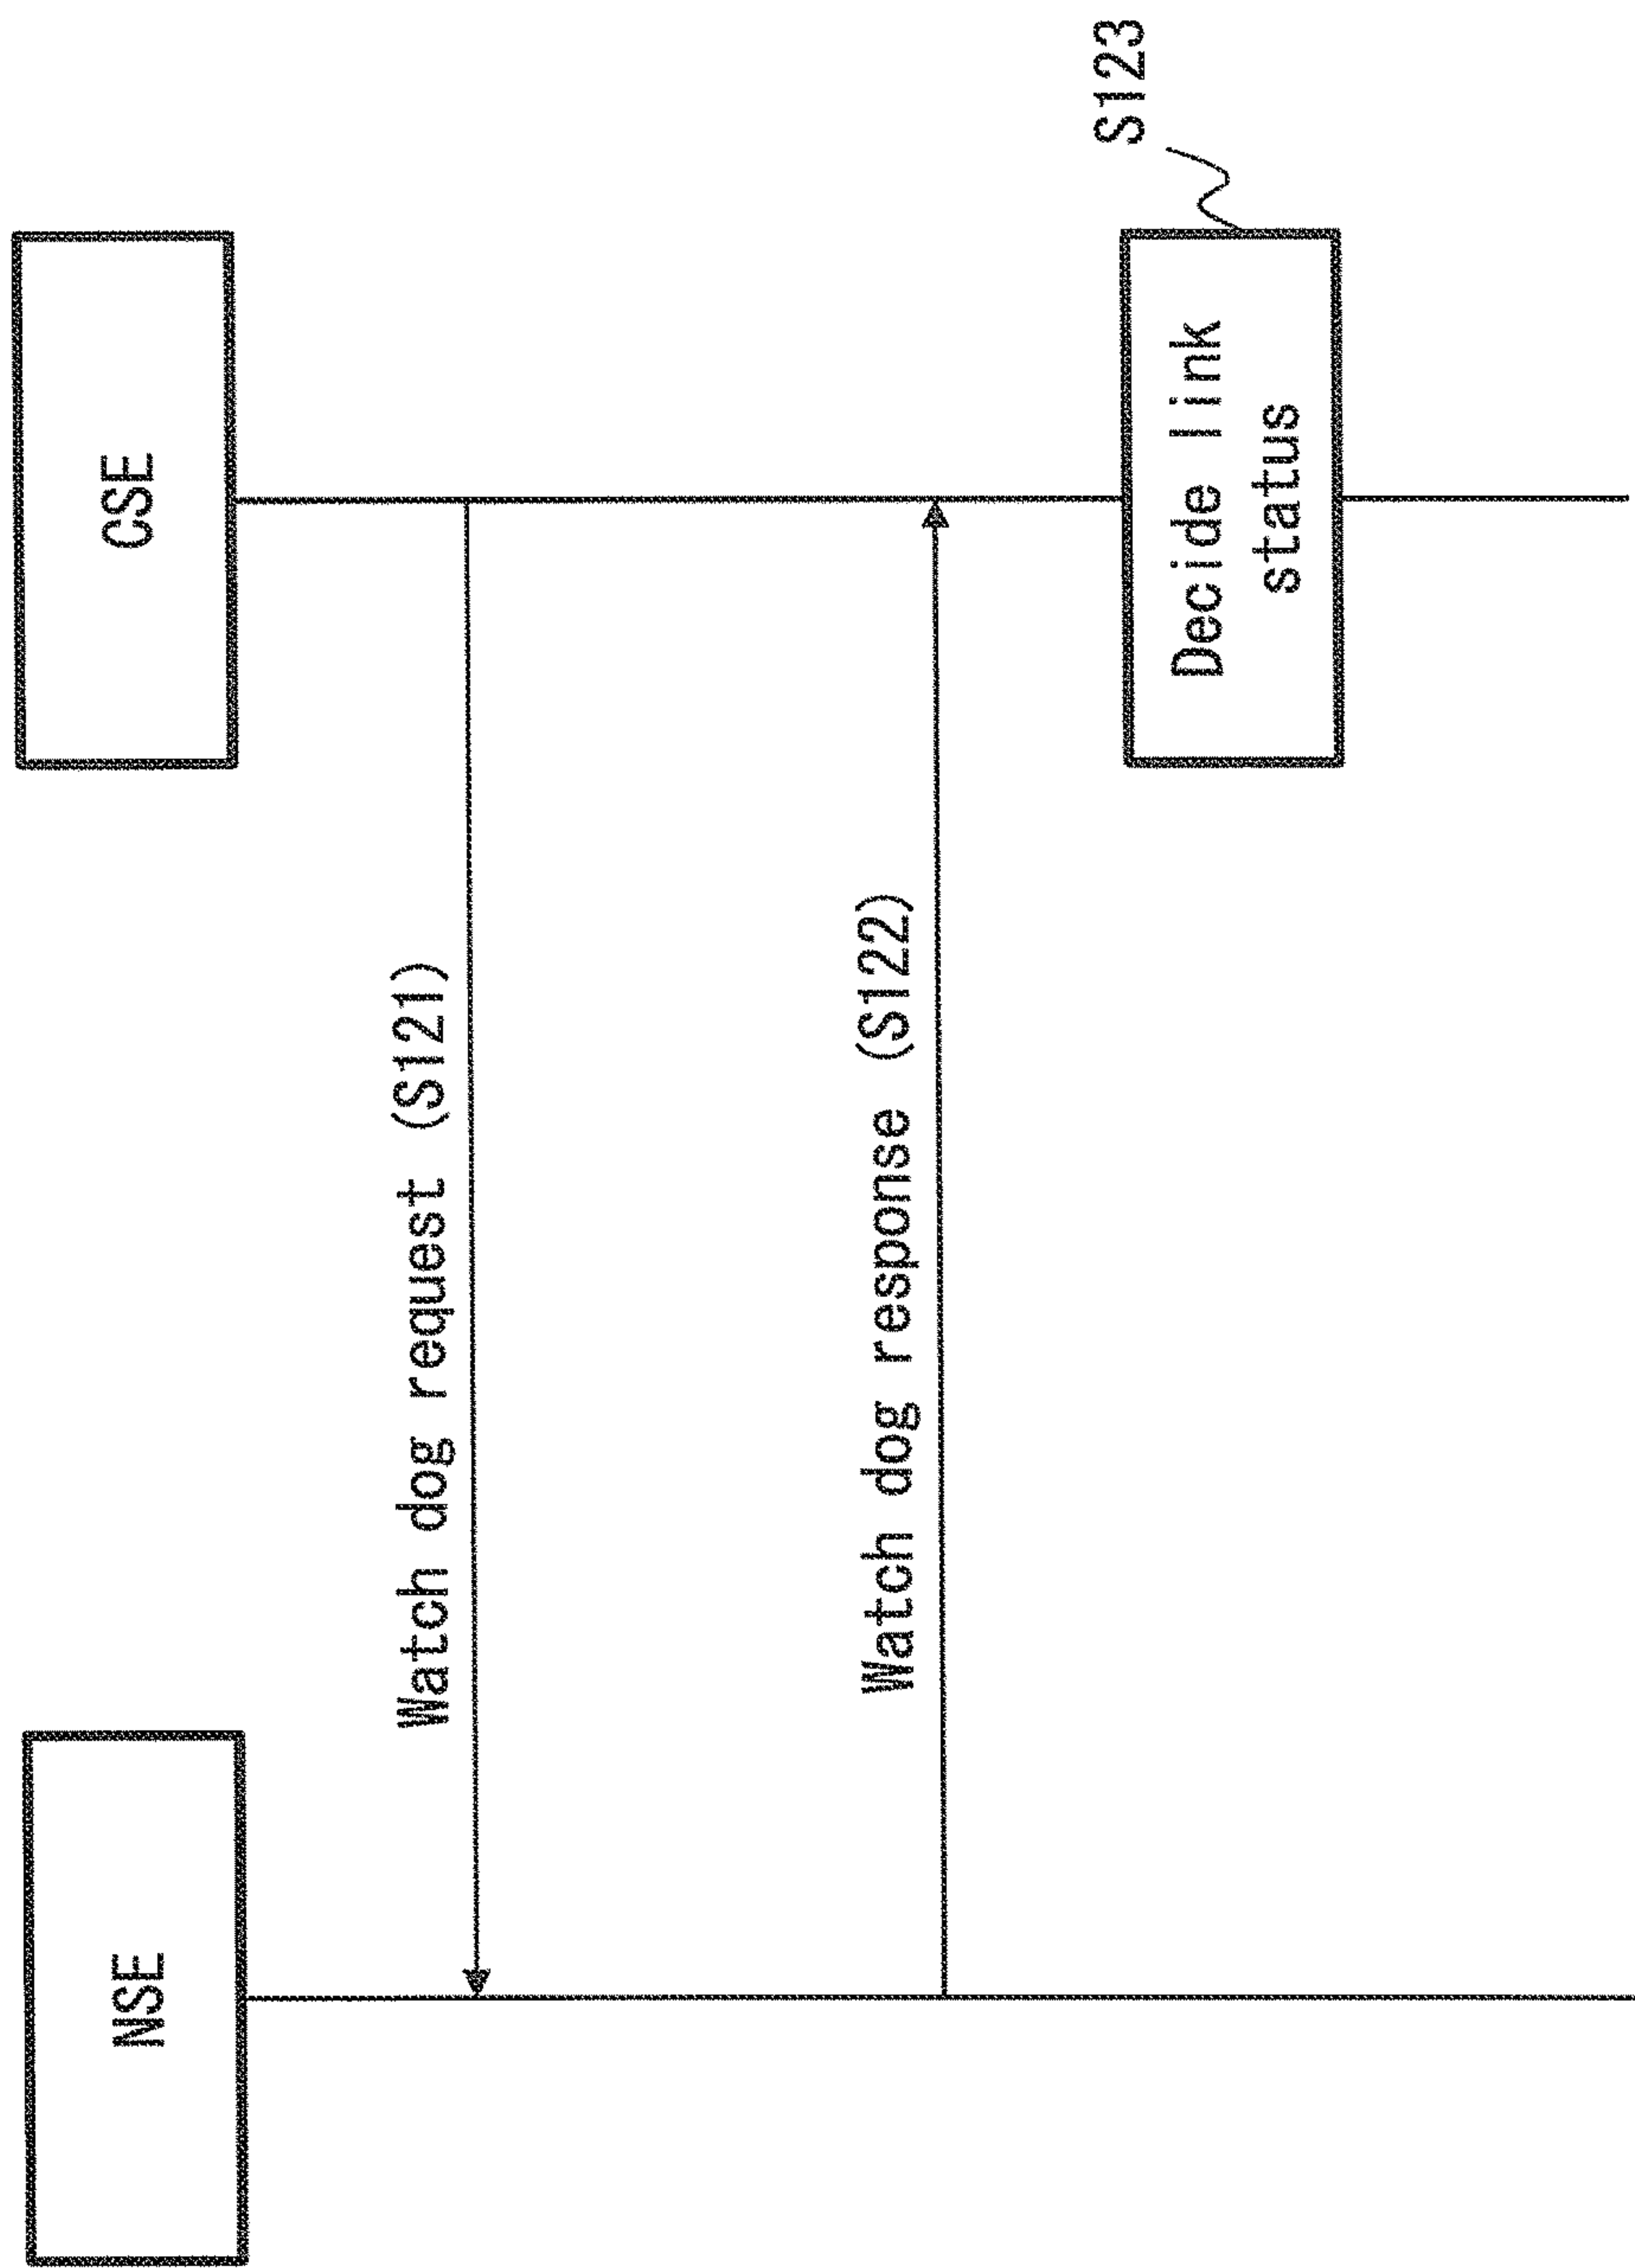 NSE
CSE
Watch dog request (S121)
Watch dog response (S122)
Decide link
status
S123